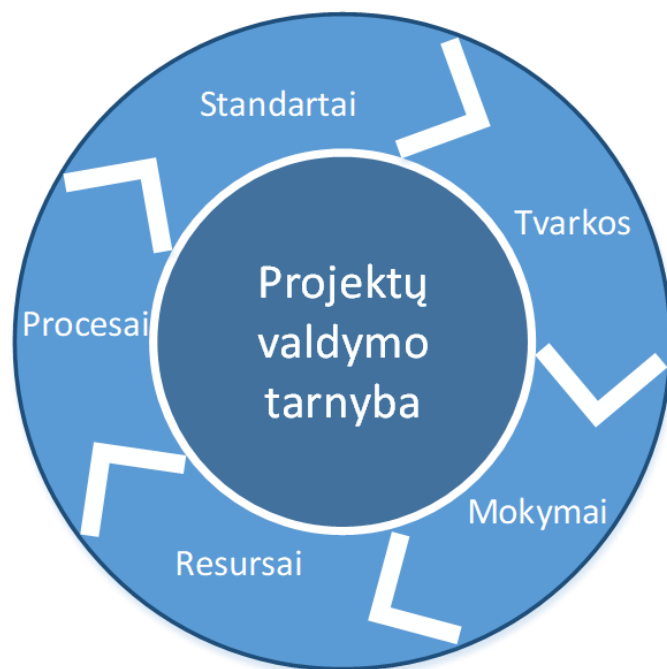 Standartai
Tvarkos
Mokymai
Resursai
Procesai
Projektų
valdymo
tarnyba